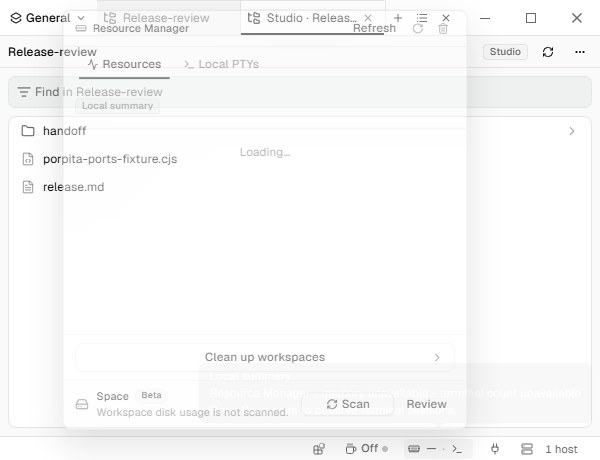 General
Release-review
Studio · Releas...
Resource Manager
Refresh
Release-review
Studio
Resources
Local PTYs
Find in Release-review
Local summary
handoff
Loading...
porpita-ports-fixture.cjs
release.md
Clean up workspaces
Local summary
Space
Beta
Scan
Review
Workspace disk usage is not scanned.
Off
1 host